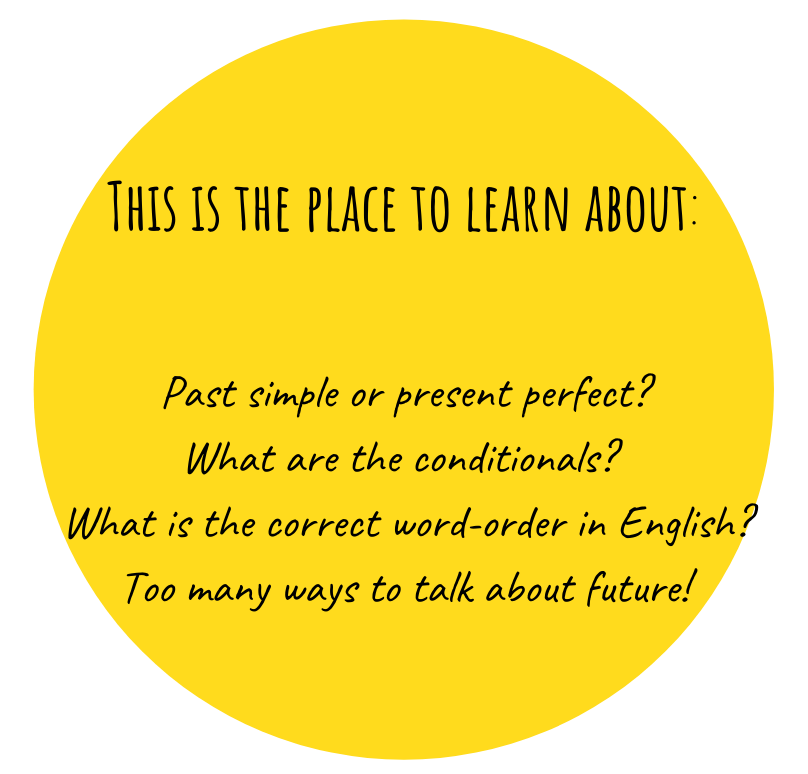 This is the place to learn about:
Past simple or present perfect?
What are the conditionals?
What is the correct word-order in English?
Too many ways to talk about future!